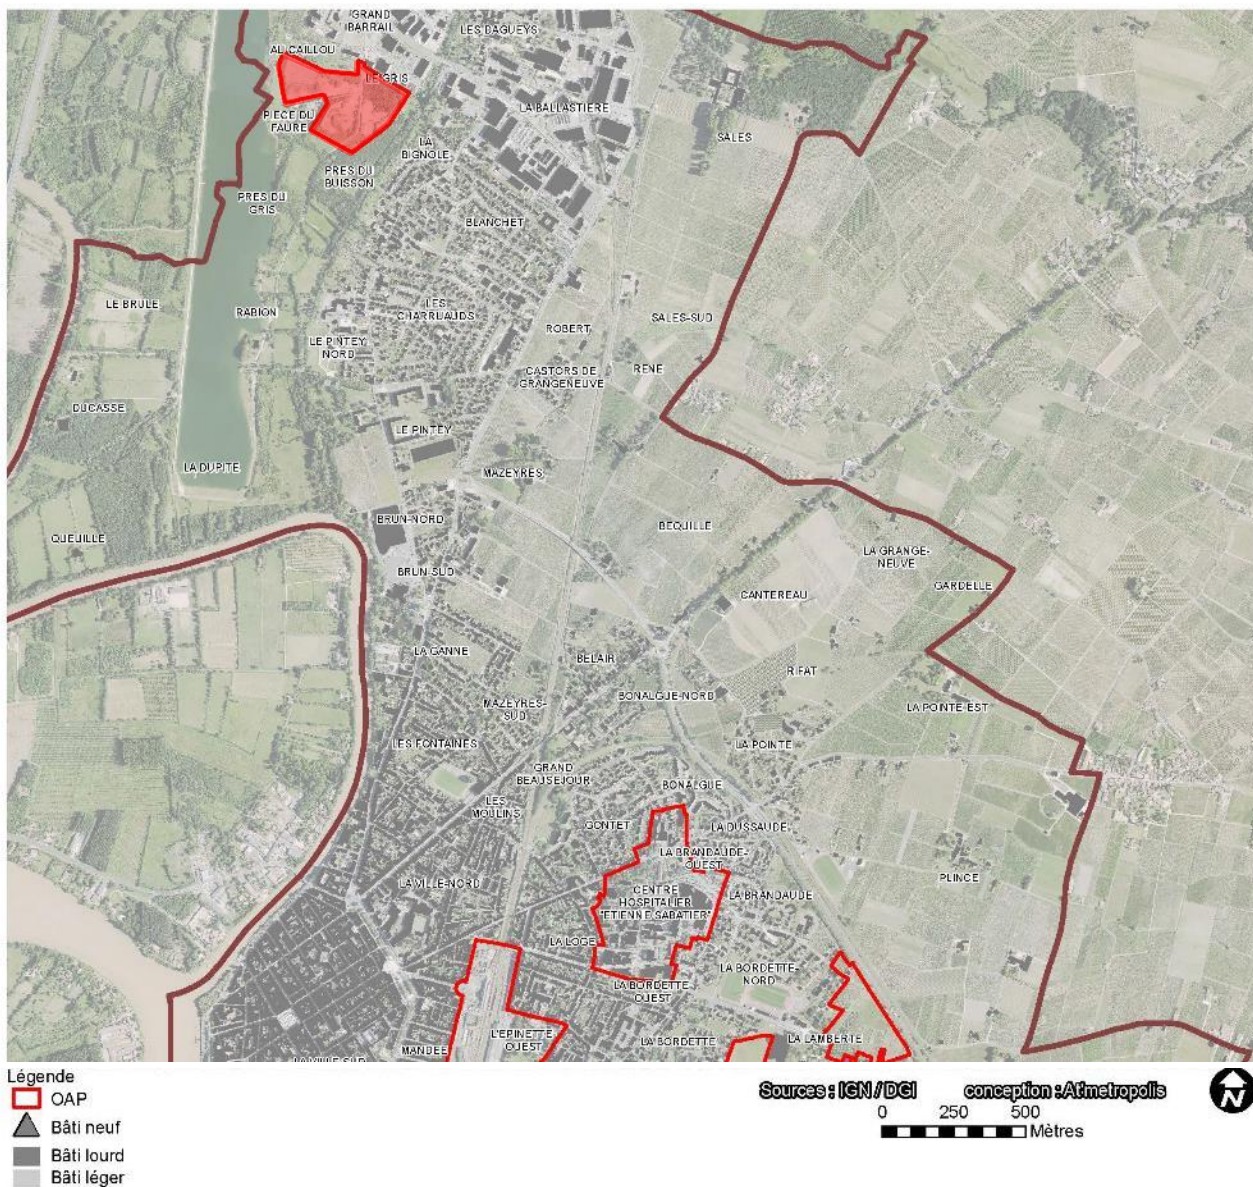 GRAND
BARRAIL
LES DAGUEYS
AU CAILLOU
LE GRIS
LA BALLASTIERE
PIECE DU
FAURE
SALES
LA
BIGNOLE
PRES DU
BUISSON
PRES DU
GRIS
BLANCHET
LE BRULE
RABION
LES
CHARRUAUDS
SALES-SUD
ROBERT
LE PINTEY
NORD
CASTORS DE
GRANGENEUVE
RENE
DUCASSE
LE PINTEY
LA DUPITE
MAZEYRES
BRUN-NORD
BEQUILLE
QUEUILLE
LA GRANGE-
NEUVE
BRUN-SUD
GARDELLE
CANTEREAU
LA GANNE
BELAIR
RIFAT
BONALGUE-NORD
MAZEYRES-
SUD
LA POINTE-EST
LES FONTAINES
LA POINTE
GRAND
BEAUSEJOUR
BONALGUE
LES
MOULINS
GONTET
LA DUSSAUDE
LA BRANDAUDE-
OUEST
PLINCE
LA VILLE-NORD
CENTRE
HOSPITALIER
"ETIENNE SABATIER"
LA BRANDAUDE
LA LOGE
LA BORDETTE-
NORD
LA BORDETTE
OUEST
L'EPINETTE-
OUEST
LA BORDETTE
LA LAMBERTE
MANDEE
LA VILLE-SUD
Légende
OAP
Bâti neuf
Bâti lourd
Bâti léger
Sources : IGN / DGI conception : At'metropolis
0 250 500
Mètres
N